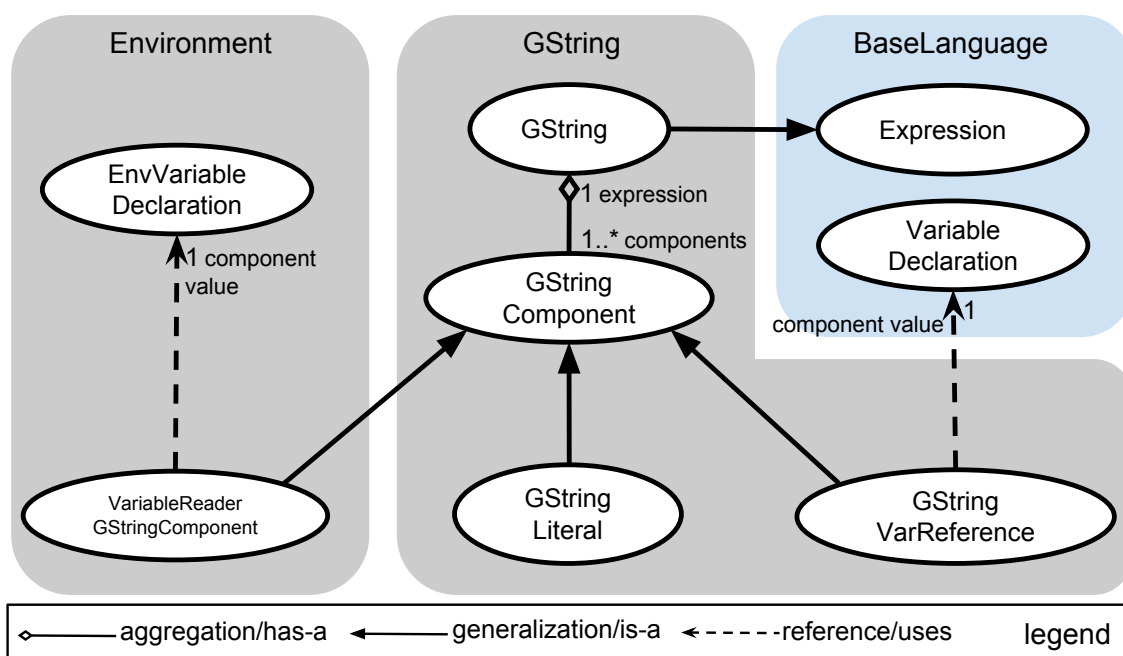 Environment
GString
BaseLanguage
GString
Expression
EnvVariable
Declaration
1 expression
1..* components
Variable
Declaration
1 component
value
GString
Component
1
component value
VariableReader
GStringComponent
GString
Literal
GString
VarReference
aggregation/has-a
generalization/is-a
reference/uses
legend